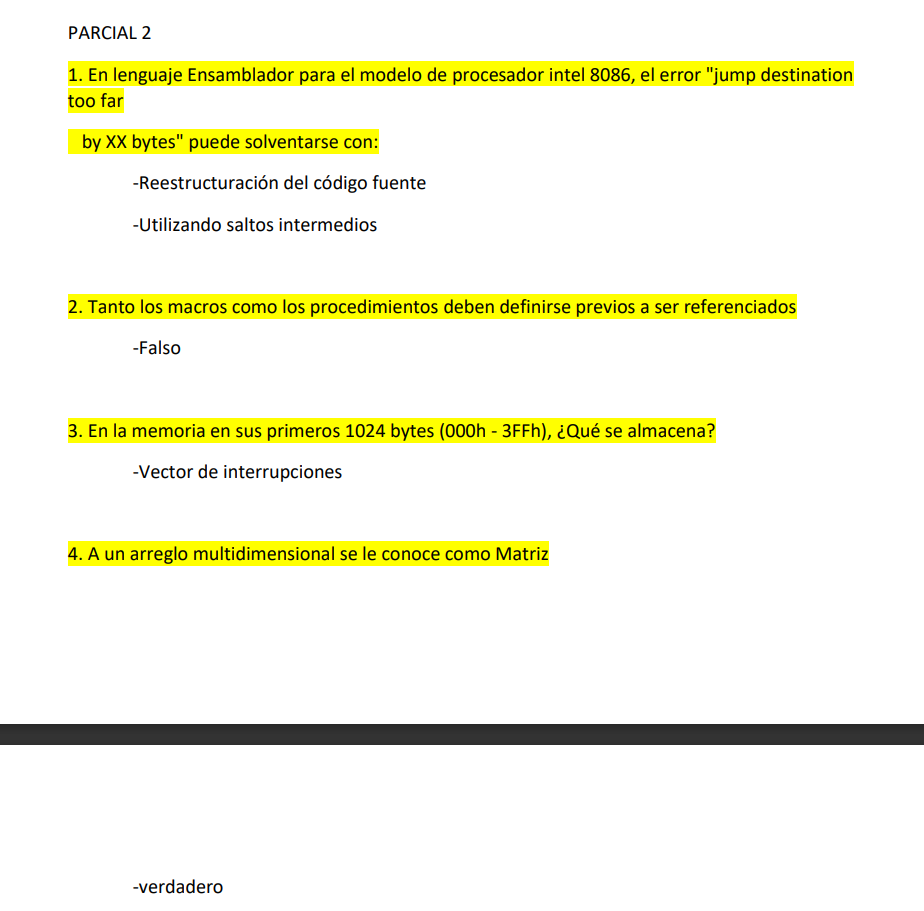 PARCIAL 2
1. En lenguaje Ensamblador para el modelo de procesador intel 8086, el error "jump destination
too far
by XX bytes" puede solventarse con:
-Reestructuración del código fuente
-Utilizando saltos intermedios
2. Tanto los macros como los procedimientos deben definirse previos a ser referenciados
-Falso
3. En la memoria en sus primeros 1024 bytes (000h - 3FFh), ¿Qué se almacena?
-Vector de interrupciones
4. A un arreglo multidimensional se le conoce como Matriz
-verdadero